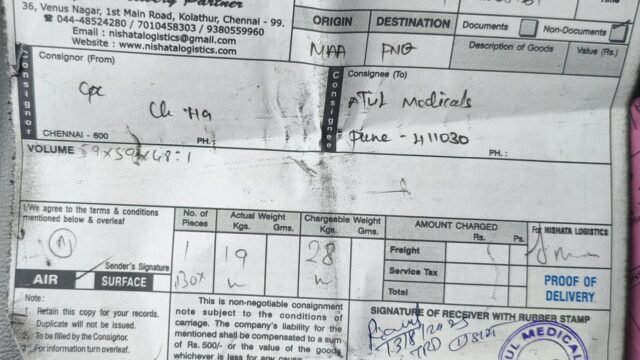 Partner
36, Venus Nagar, 1st Main Road, Kolathur, Chennai - 99.
☎ 044-48524280 / 7010458303 / 9380559960
Email : nishatalogistics@gmail.com
Website : www.nishatalogistics.com
ORIGIN
DESTINATION
MAA
PNQ
Documents
Non-Documents
Description of Goods
Value (Rs.)
Consignor
Consignor (From)
CHENNAI - 600
PH. :
Consignee
Consignee (To)
ATUL Medicals
Pune - 411030
PH. :
VOLUME 59x59x48:1
I/We agree to the terms & conditions
mentioned below & overleaf
Sender's Signature
AIR
SURFACE
No. of
Pieces
Actual Weight
Kgs.
Gms.
Chargeable Weight
Kgs.
Gms.
1
19
28
Box
AMOUNT CHARGED
Rs.
Ps.
Freight
Service Tax
Total
For NISHATA LOGISTICS
PROOF OF
DELIVERY
Note :
1. Retain this copy for your records.
Duplicate will not be issued.
2. To be filled by the Consignor.
3. For information turn overleaf.
This is non-negotiable consignment
note subject to the conditions of
carriage. The company's liability for the
mentioned shall be compensated to a sum
of Rs. 500/- or the value of the goods
whichever is less for any
SIGNATURE OF RECEIVER WITH RUBBER STAMP
MEDICAL